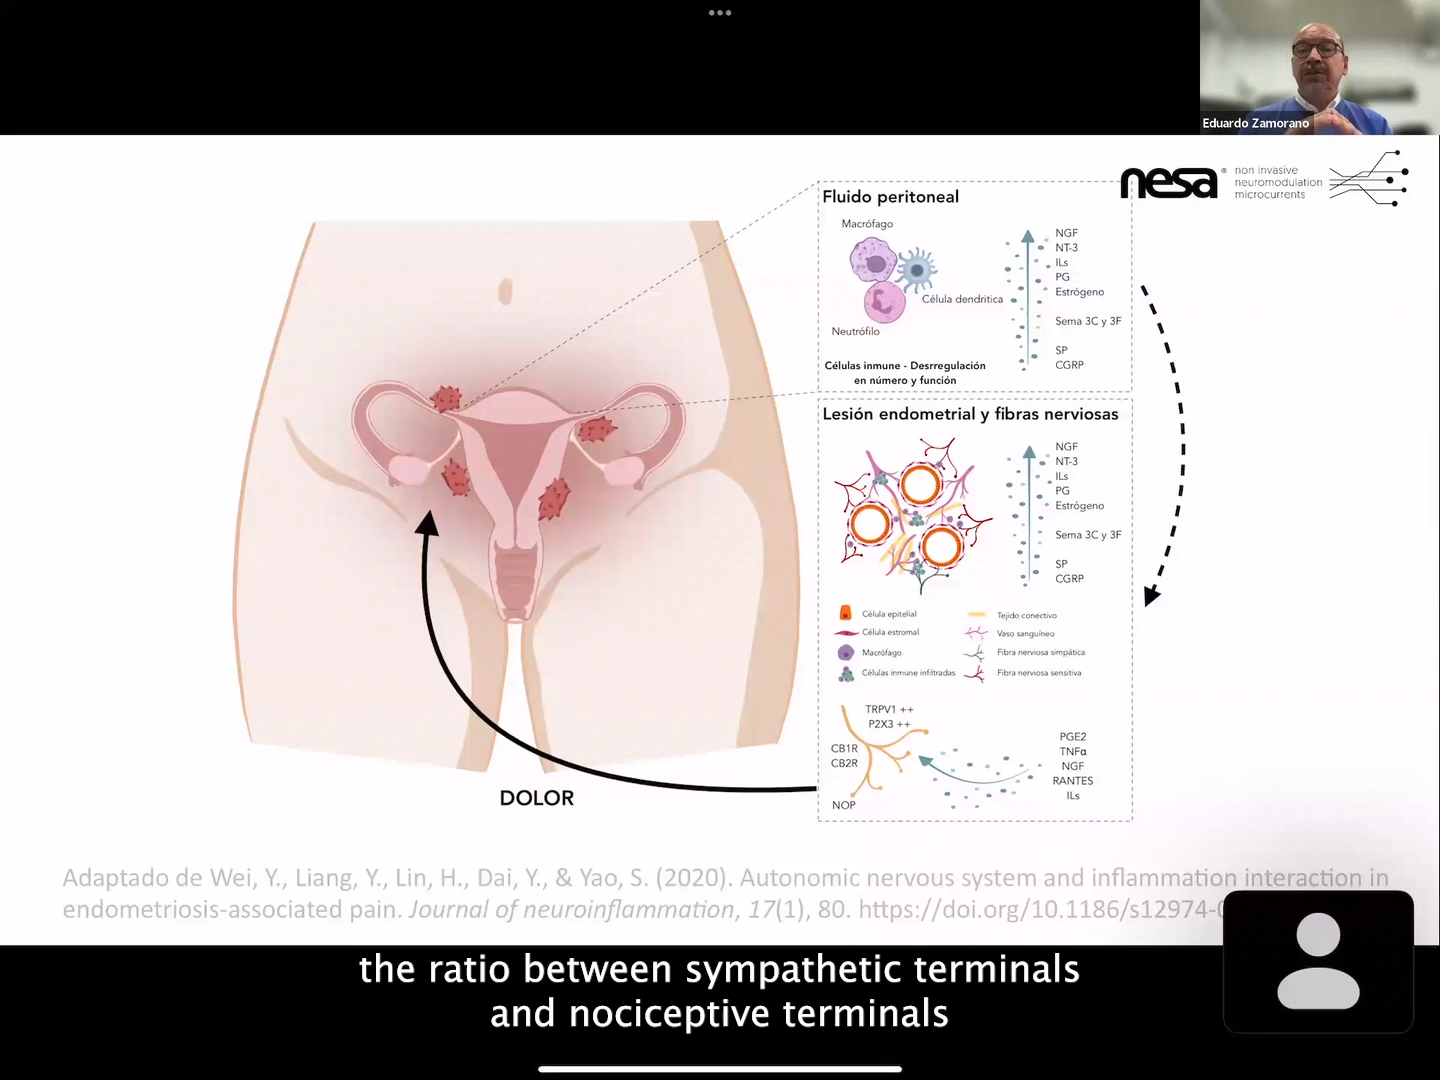 Eduardo Zamorano
nesa®
non invasive
neuromodulation
microcurrents
Fluido peritoneal
Macrófago
Célula dendrítica
Neutrófilo
Células inmune - Desrregulación
en número y función
NGF
NT-3
ILs
PG
Estrógeno
Sema 3C y 3F
SP
CGRP
Lesión endometrial y fibras nerviosas
NGF
NT-3
ILs
PG
Estrógeno
Sema 3C y 3F
SP
CGRP
Célula epitelial
Célula estromal
Macrófago
Células inmune infiltradas
Tejido conectivo
Vaso sanguíneo
Fibra nerviosa simpática
Fibra nerviosa sensitiva
TRPV1 ++
P2X3 ++
CB1R
CB2R
NOP
PGE2
TNFα
NGF
RANTES
ILs
DOLOR
Adaptado de Wei, Y., Liang, Y., Lin, H., Dai, Y., & Yao, S. (2020). Autonomic nervous system and inflammation interaction in
endometriosis-associated pain. Journal of neuroinflammation, 17(1), 80. https://doi.org/10.1186/s12974-
the ratio between sympathetic terminals
and nociceptive terminals